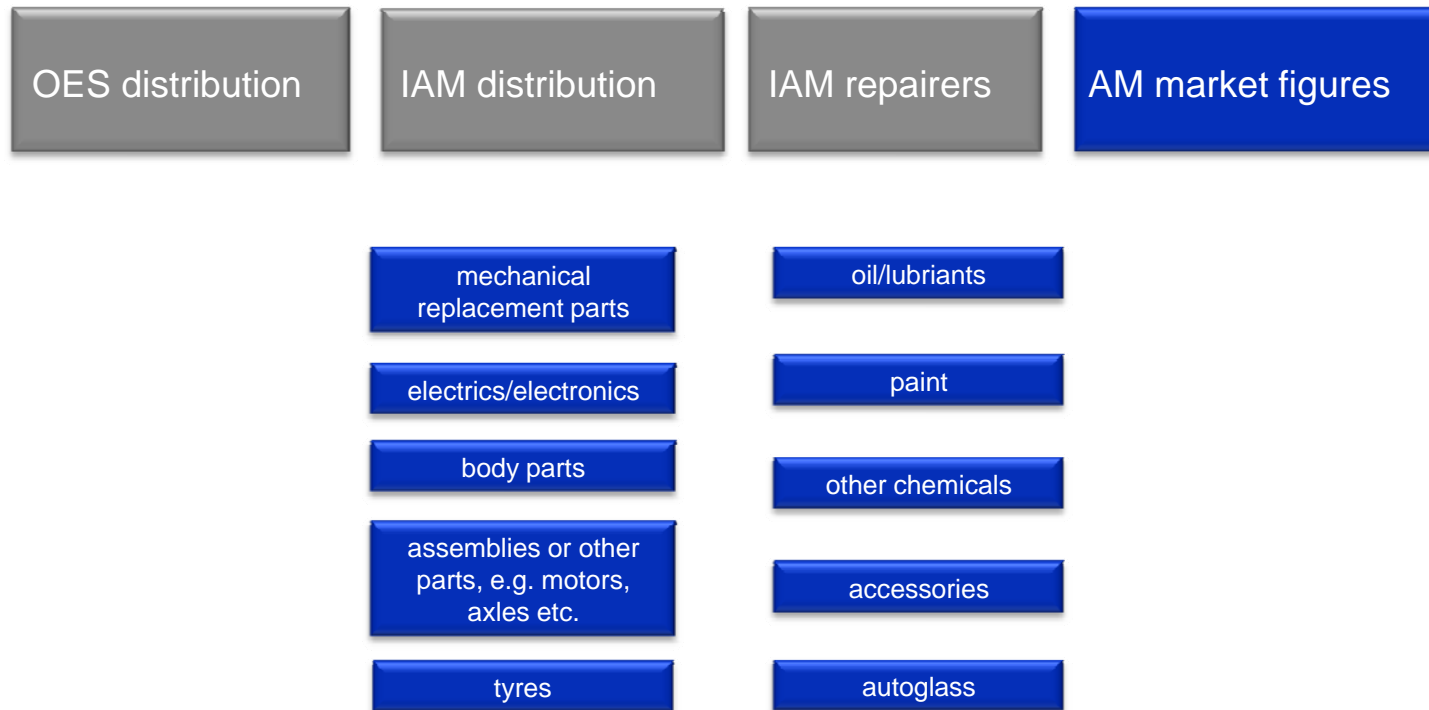 OES distribution
IAM distribution
IAM repairers
AM market figures
mechanical
replacement parts
electrics/electronics
body parts
assemblies or other
parts, e.g. motors,
axles etc.
tyres
oil/lubriants
paint
other chemicals
accessories
autoglass